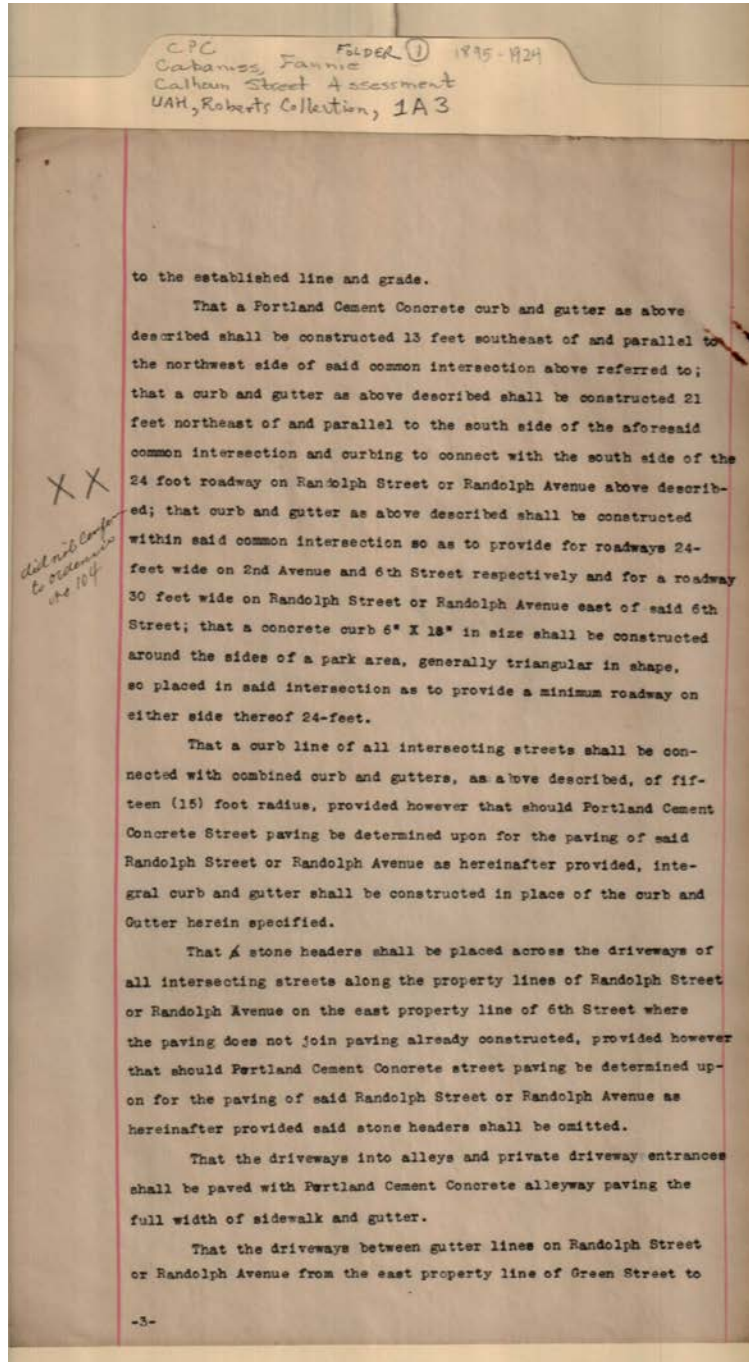 CPC FOLDER 1 1895-1924
Cabaniss, Fannie
Calhoun Street Assessment
UAH, Roberts Collection, 1A3
to the established line and grade.
That a Portland Cement Concrete curb and gutter as above
described shall be constructed 13 feet southeast of and parallel to
the northwest side of said common intersection above referred to;
that a curb and gutter as above described shall be constructed 21
feet northeast of and parallel to the south side of the aforesaid
common intersection and curbing to connect with the south side of the
24 foot roadway on Randolph Street or Randolph Avenue above describ-
ed; that curb and gutter as above described shall be constructed
within said common intersection so as to provide for roadways 24-
feet wide on 2nd Avenue and 6th Street respectively and for a roadway
30 feet wide on Randolph Street or Randolph Avenue east of said 6th
Street; that a concrete curb 6" X 18" in size shall be constructed
around the sides of a park area, generally triangular in shape,
so placed in said intersection as to provide a minimum roadway on
either side thereof 24-feet.
XX
did not
to
104
That a curb line of all intersecting streets shall be con-
nected with combined curb and gutters, as above described, of fif-
teen (15) foot radius, provided however that should Portland Cement
Concrete Street paving be determined upon for the paving of said
Randolph Street or Randolph Avenue as hereinafter provided, inte-
gral curb and gutter shall be constructed in place of the curb and
Gutter herein specified.
That stone headers shall be placed across the driveways of
all intersecting streets along the property lines of Randolph Street
or Randolph Avenue on the east property line of 6th Street where
the paving does not join paving already constructed, provided however
that should Portland Cement Concrete street paving be determined up-
on for the paving of said Randolph Street or Randolph Avenue as
hereinafter provided said stone headers shall be omitted.
That the driveways into alleys and private driveway entrances
shall be paved with Portland Cement Concrete alleyway paving the
full width of sidewalk and gutter.
That the driveways between gutter lines on Randolph Street
or Randolph Avenue from the east property line of Green Street to
-3-